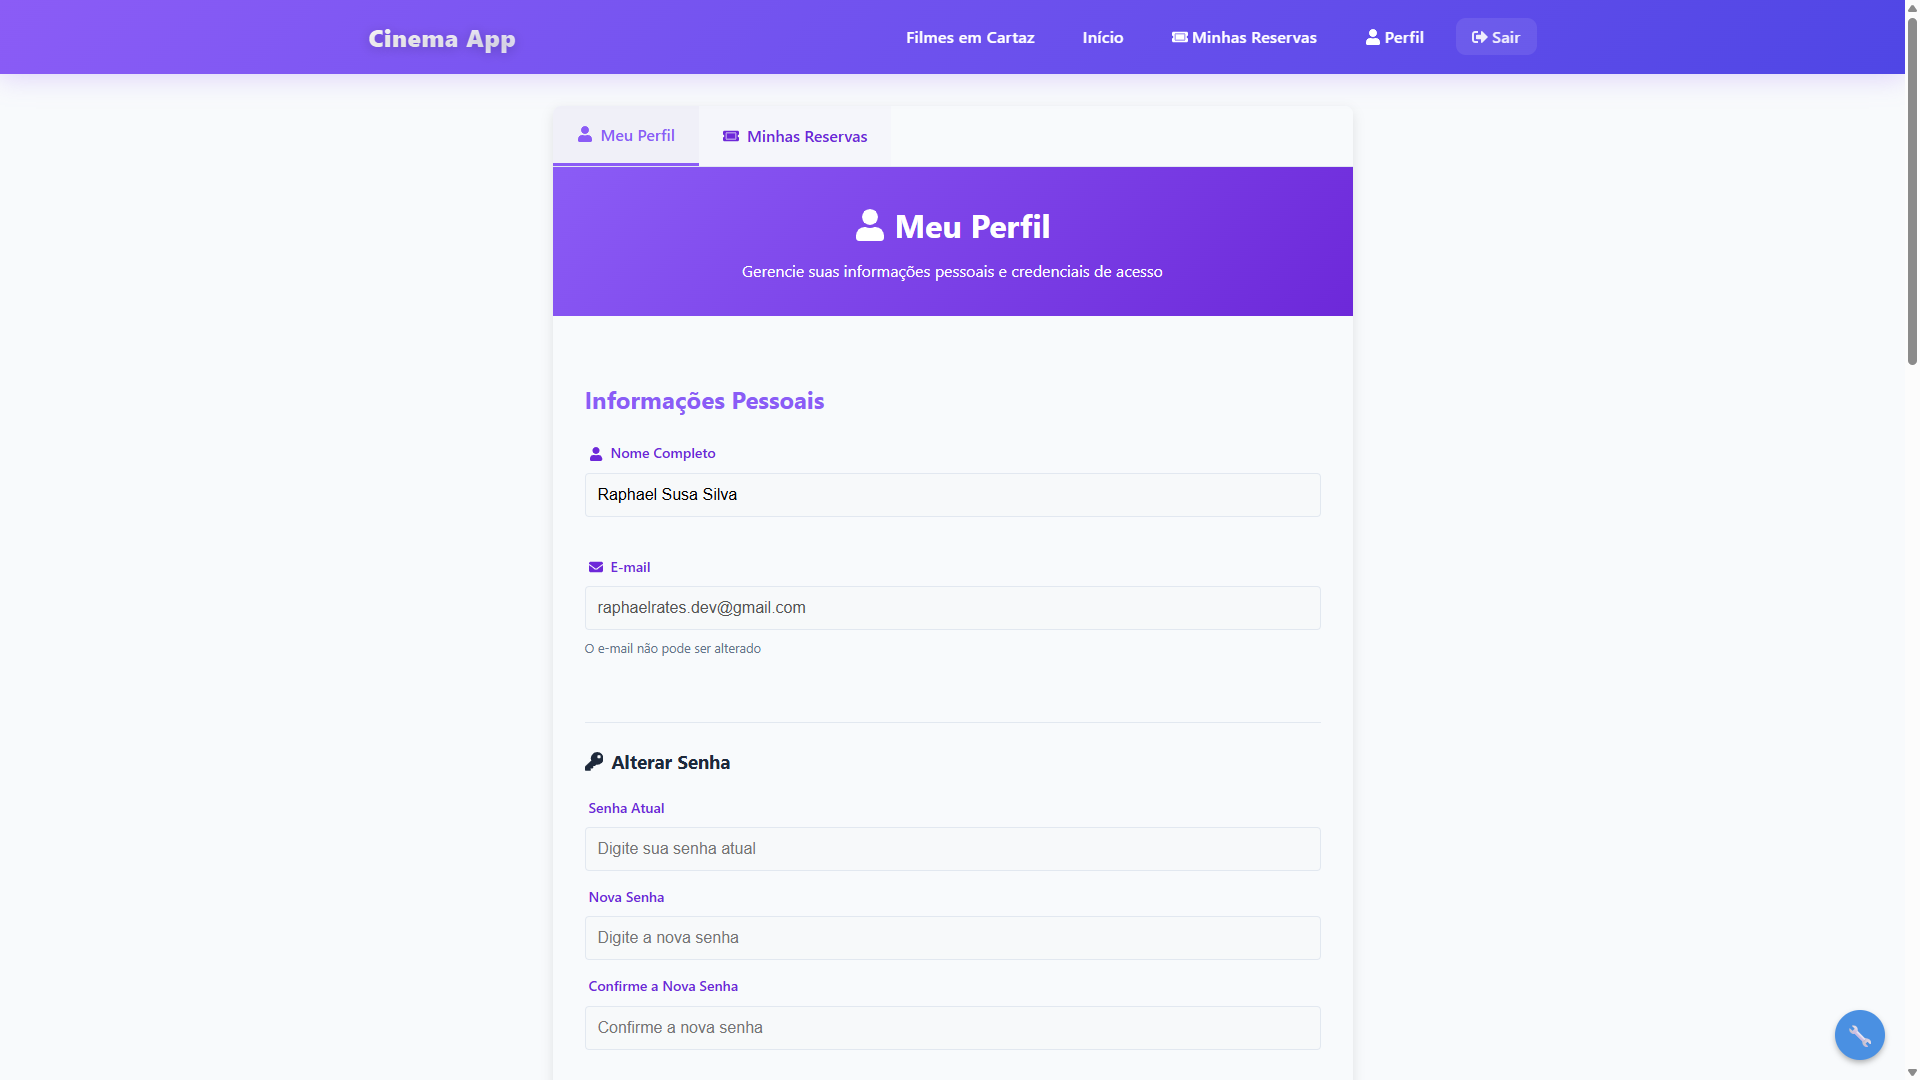 Cinema App
Filmes em Cartaz
Início
Minhas Reservas
Perfil
Sair
Meu Perfil
Minhas Reservas
Meu Perfil
Gerencie suas informações pessoais e credenciais de acesso
Informações Pessoais
Nome Completo
Raphael Susa Silva
E-mail
raphaelrates.dev@gmail.com
O e-mail não pode ser alterado
Alterar Senha
Senha Atual
Digite sua senha atual
Nova Senha
Digite a nova senha
Confirme a Nova Senha
Confirme a nova senha